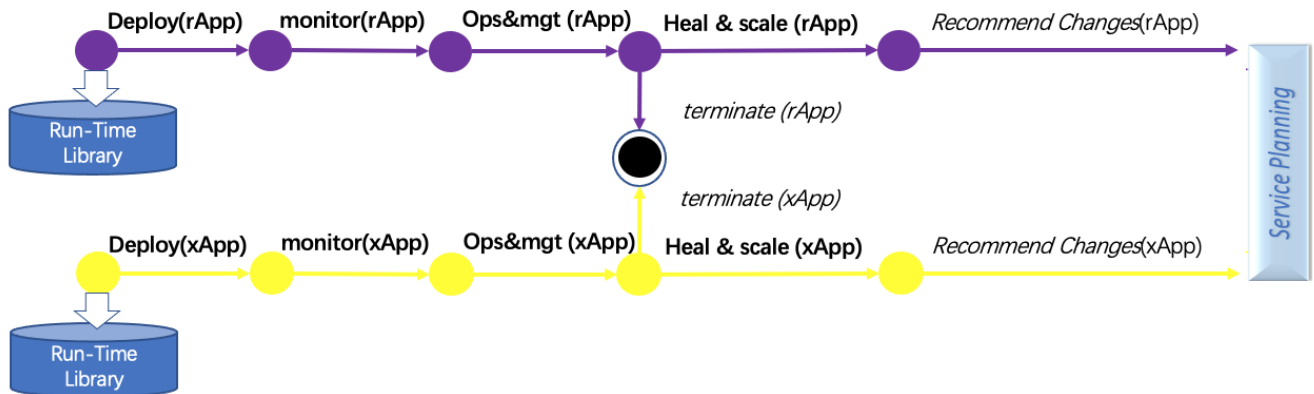 Deploy(rApp)
monitor(rApp)
Ops&mgt (rApp)
Heal & scale (rApp)
Recommend Changes(rApp)
Run-Time
Library
terminate (rApp)
Service Planning
terminate (xApp)
Deploy(xApp)
monitor(xApp)
Ops&mgt (xApp)
Heal & scale (xApp)
Recommend Changes(xApp)
Run-Time
Library